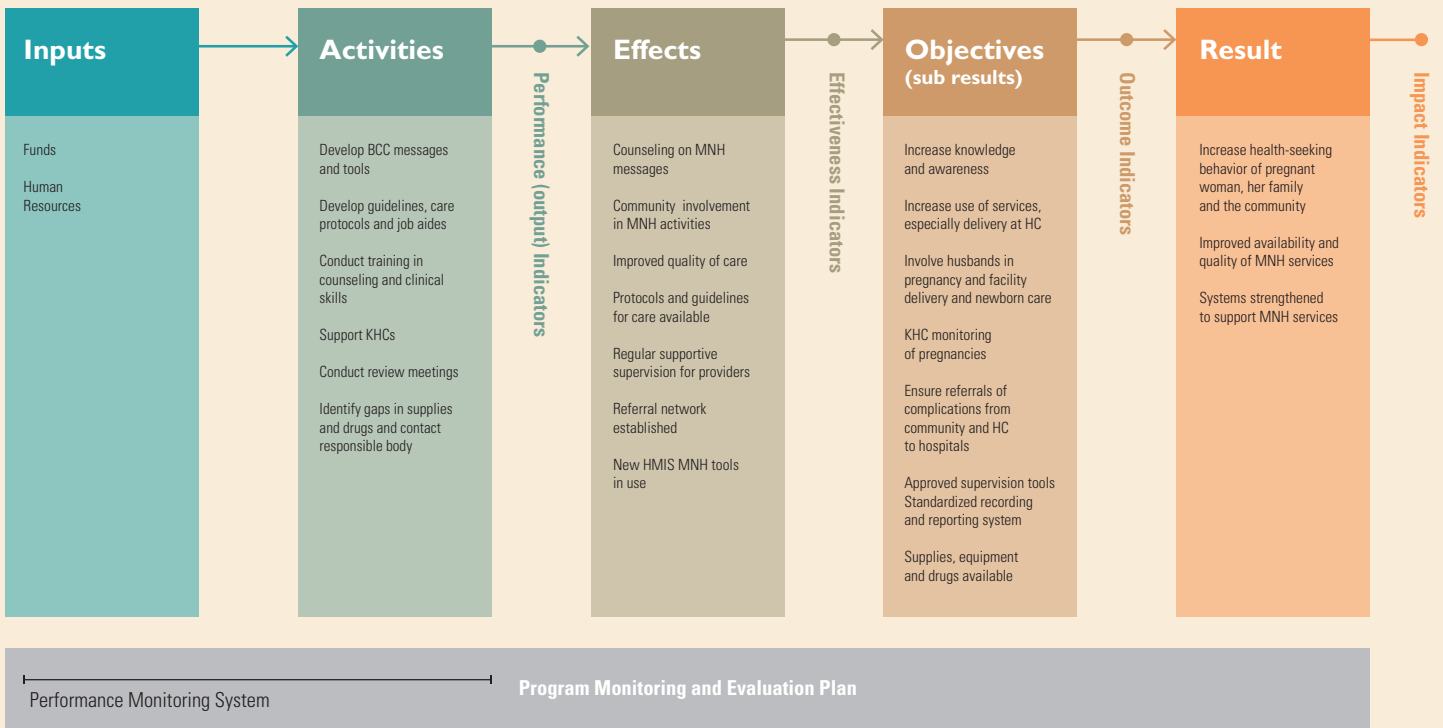 Inputs
Funds
Human
Resources
Activities
Develop BCC messages
and tools
Develop guidelines, care
protocols and job aides
Conduct training in
counseling and clinical
skills
Support KHCs
Conduct review meetings
Identify gaps in supplies
and drugs and contact
responsible body
Performance (output) Indicators
Effects
Counseling on MNH
messages
Community involvement
in MNH activities
Improved quality of care
Protocols and guidelines
for care available
Regular supportive
supervision for providers
Referral network
established
New HMIS MNH tools
in use
Effectiveness Indicators
Objectives
(sub results)
Increase knowledge
and awareness
Increase use of services,
especially delivery at HC
Involve husbands in
pregnancy and facility
delivery and newborn care
KHC monitoring
of pregnancies
Ensure referrals of
complications from
community and HC
to hospitals
Approved supervision tools
Standardized recording
and reporting system
Supplies, equipment
and drugs available
Outcome Indicators
Result
Increase health-seeking
behavior of pregnant
woman, her family
and the community
Improved availability and
quality of MNH services
Systems strengthened
to support MNH services
Impact Indicators
Performance Monitoring System
Program Monitoring and Evaluation Plan